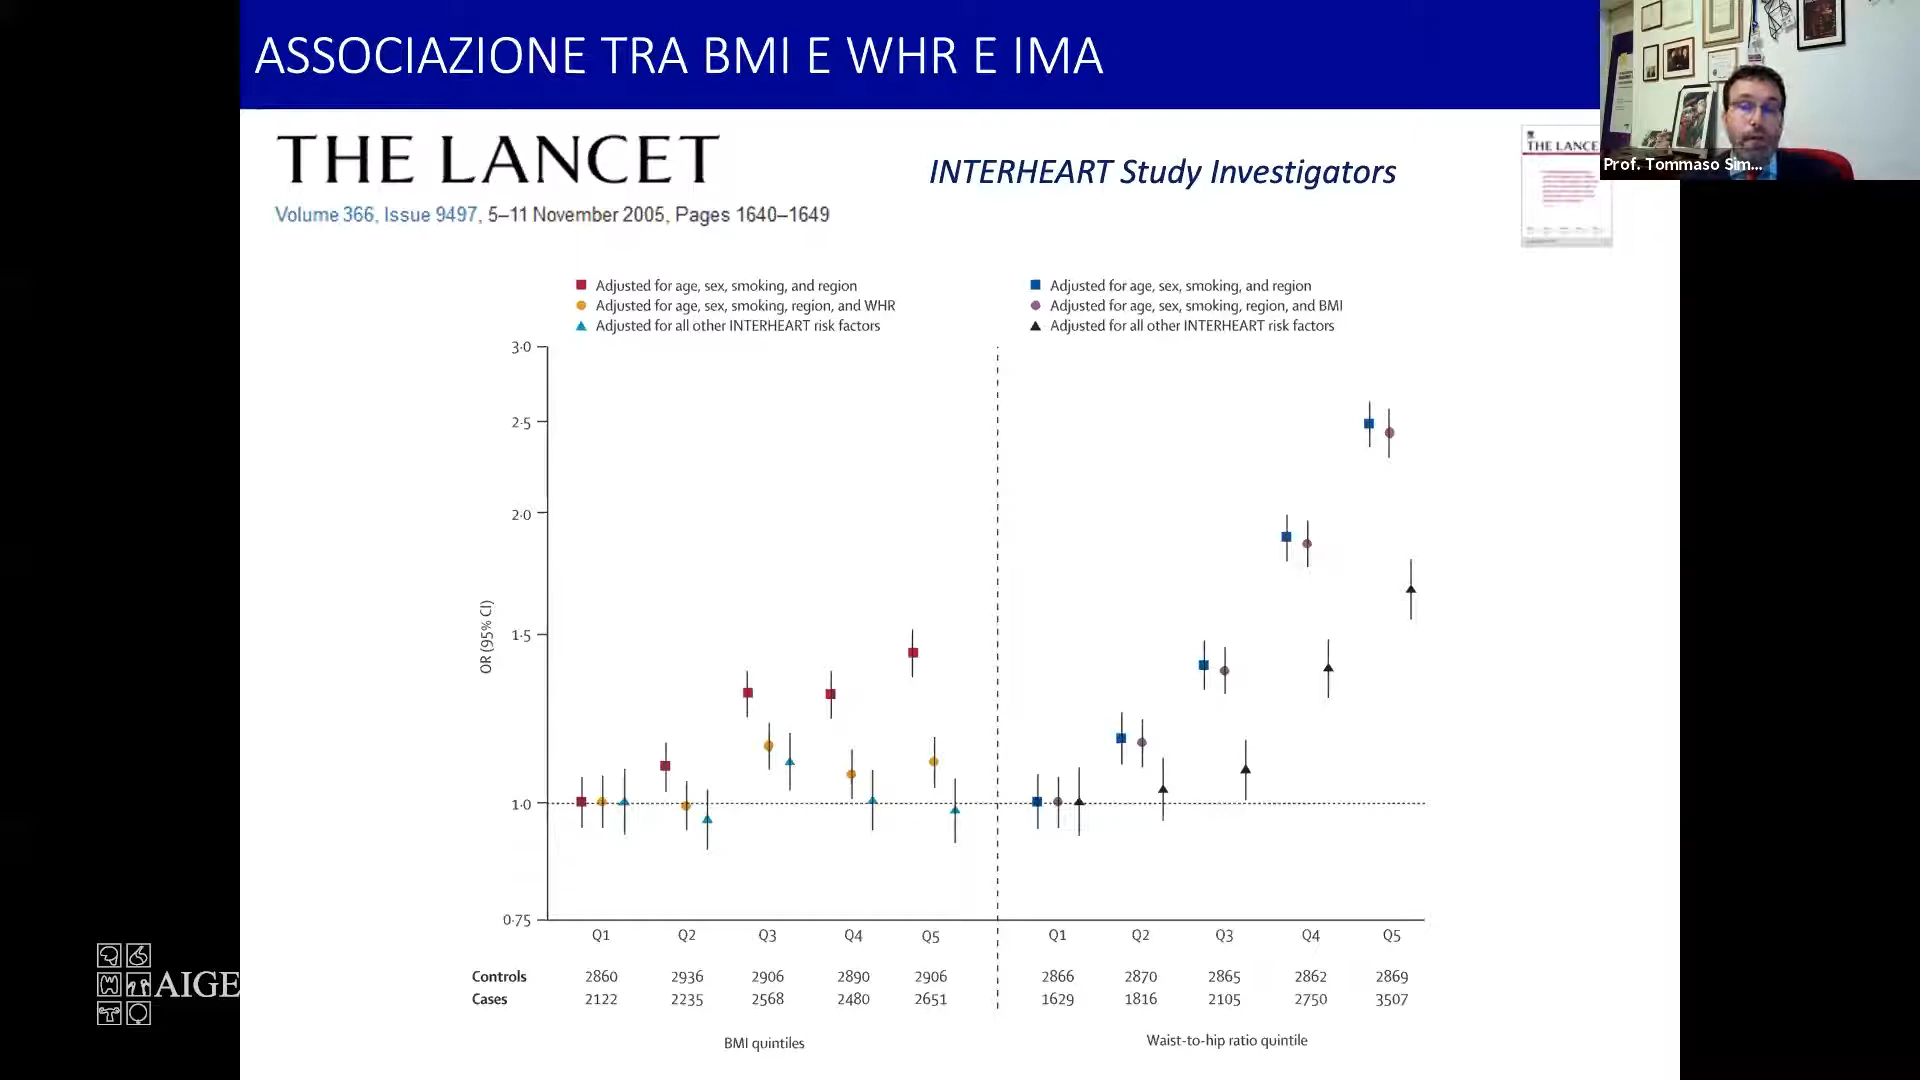 ASSOCIAZIONE TRA BMI E WHR E IMA
THE LANCET
Volume 366, Issue 9497, 5–11 November 2005, Pages 1640–1649
INTERHEART Study Investigators
THE LANCE
Prof. Tommaso Sim...
Adjusted for age, sex, smoking, and region
Adjusted for age, sex, smoking, region, and WHR
Adjusted for all other INTERHEART risk factors
Adjusted for age, sex, smoking, and region
Adjusted for age, sex, smoking, region, and BMI
Adjusted for all other INTERHEART risk factors
OR (95% CI)
3·0
2·5
2·0
1·5
1·0
0·75
Q1 Q2 Q3 Q4 Q5 Q1 Q2 Q3 Q4 Q5
Controls 2860 2936 2906 2890 2906 2866 2870 2865 2862 2869
Cases 2122 2235 2568 2480 2651 1629 1816 2105 2750 3507
BMI quintiles
Waist-to-hip ratio quintile
AIGE